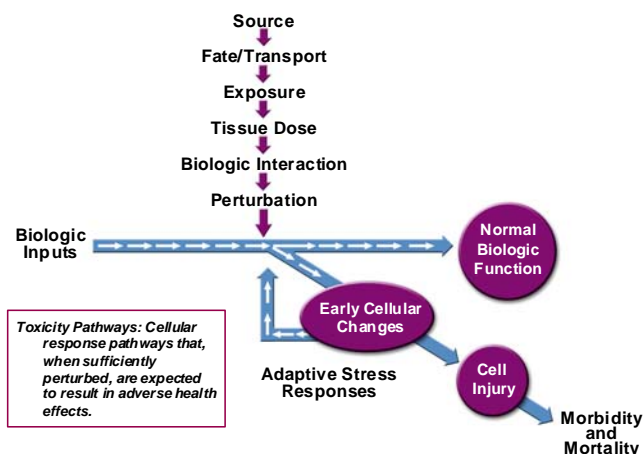 Source
Fate/Transport
Exposure
Tissue Dose
Biologic Interaction
Perturbation
Biologic
Inputs
Normal
Biologic
Function
Early Cellular
Changes
Adaptive Stress
Responses
Cell
Injury
Morbidity
and
Mortality
Toxicity Pathways: Cellular
response pathways that,
when sufficiently
perturbed, are expected
to result in adverse health
effects.